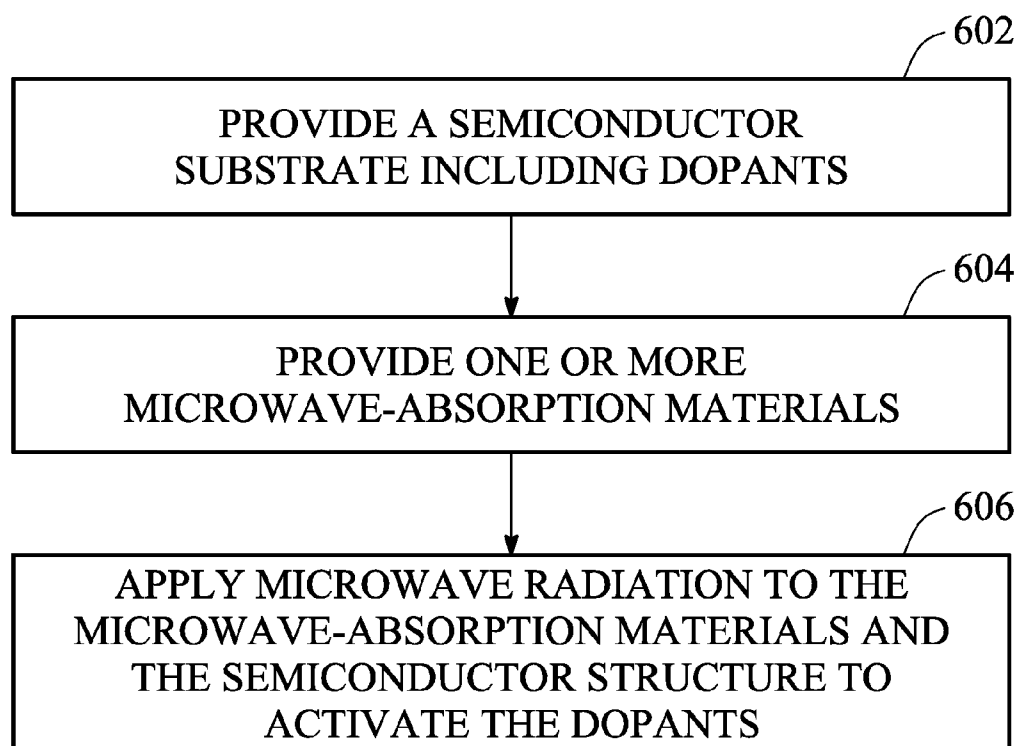 602
PROVIDE A SEMICONDUCTOR
SUBSTRATE INCLUDING DOPANTS
604
PROVIDE ONE OR MORE
MICROWAVE-ABSORPTION MATERIALS
606
APPLY MICROWAVE RADIATION TO THE
MICROWAVE-ABSORPTION MATERIALS AND
THE SEMICONDUCTOR STRUCTURE TO
ACTIVATE THE DOPANTS